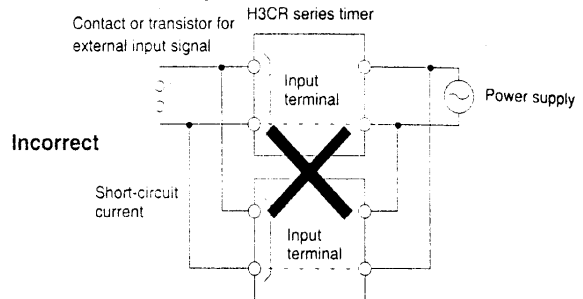 Contact or transistor for
external input signal
H3CR series timer
Input
terminal
Power supply
Incorrect
Short-circuit
current
Input
terminal